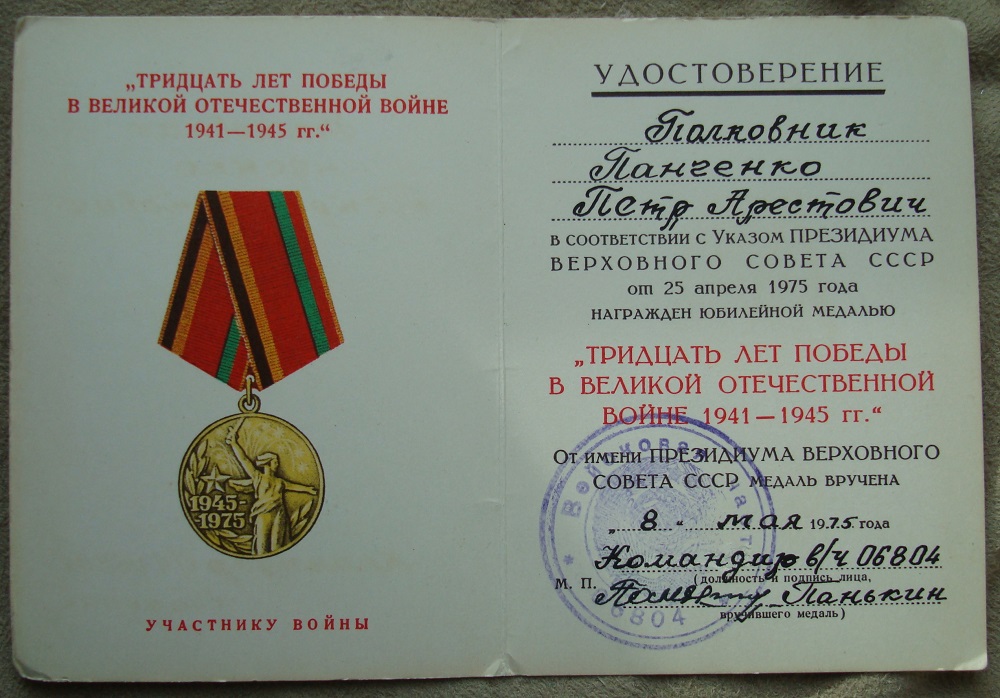 „ТРИДЦАТЬ ЛЕТ ПОБЕДЫ
В ВЕЛИКОЙ ОТЕЧЕСТВЕННОЙ ВОЙНЕ
1941—1945 гг.“
1945-
1975
УЧАСТНИКУ ВОЙНЫ
УДОСТОВЕРЕНИЕ
Полковник
Панченко
Петр Арестович
В СООТВЕТСТВИИ С УКАЗОМ ПРЕЗИДИУМА
ВЕРХОВНОГО СОВЕТА СССР
от 25 апреля 1975 года
НАГРАЖДЕН ЮБИЛЕЙНОЙ МЕДАЛЬЮ
„ТРИДЦАТЬ ЛЕТ ПОБЕДЫ
В ВЕЛИКОЙ ОТЕЧЕСТВЕННОЙ
ВОЙНЕ 1941—1945 гг.“
От имени ПРЕЗИДИУМА ВЕРХОВНОГО
СОВЕТА СССР МЕДАЛЬ ВРУЧЕНА
„ 8 “ мая 1975 года
Командир в/ч 06804
М. П. (должность и подпись лица,
Панькин
вручившего медаль)
Войсковая часть
06804